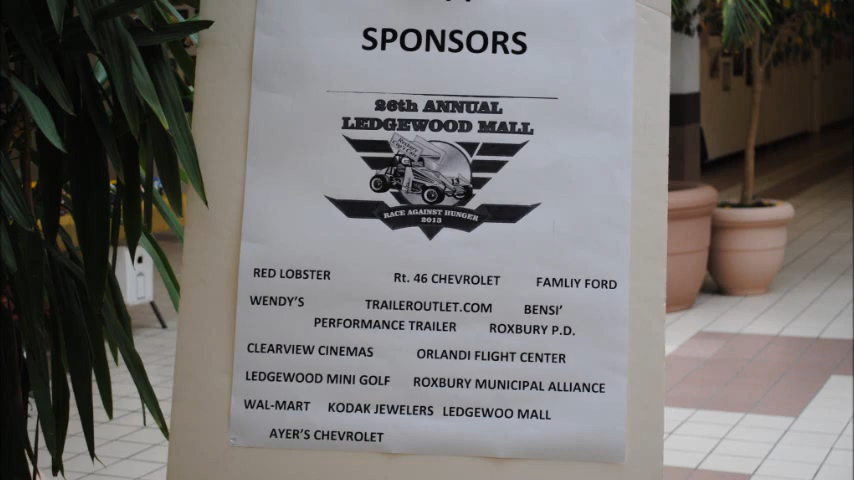 SPONSORS
26th ANNUAL
LEDGEWOOD MALL
RACE AGAINST HUNGER
2013
RED LOBSTER Rt. 46 CHEVROLET FAMLIY FORD
WENDY'S TRAILEROUTLET.COM BENSI'
PERFORMANCE TRAILER ROXBURY P.D.
CLEARVIEW CINEMAS ORLANDI FLIGHT CENTER
LEDGEWOOD MINI GOLF ROXBURY MUNICIPAL ALLIANCE
WAL-MART KODAK JEWELERS LEDGEWOO MALL
AYER'S CHEVROLET